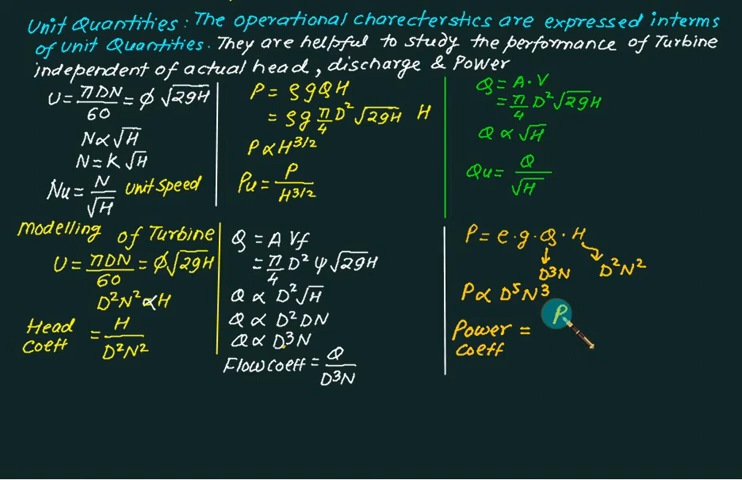 Unit Quantities: The operational charecterstics are expressed interms
of Unit Quantities. They are helpful to study the performance of Turbine
independent of actual head, discharge & Power
U = πDN/60 = φ √2gH
N ∝ √H
N = K √H
Nu = N/√H Unit Speed
P = ρgQH
= ρg π/4 D² √2gH H
P ∝ H^3/2
Pu = P/H^3/2
Q = A·V
= π/4 D² √2gH
Q ∝ √H
Qu = Q/√H
Modelling of Turbine
U = πDN/60 = φ√2gH
D²N² ∝ H
Head Coeff = H/D²N²
Q = A Vf
= π/4 D² ψ √2gH
Q ∝ D² √H
Q ∝ D² DN
Q ∝ D³N
Flow coeff = Q/D³N
P = e·g·Q·H
D³N D²N²
P ∝ D⁵N³
Power coeff = P